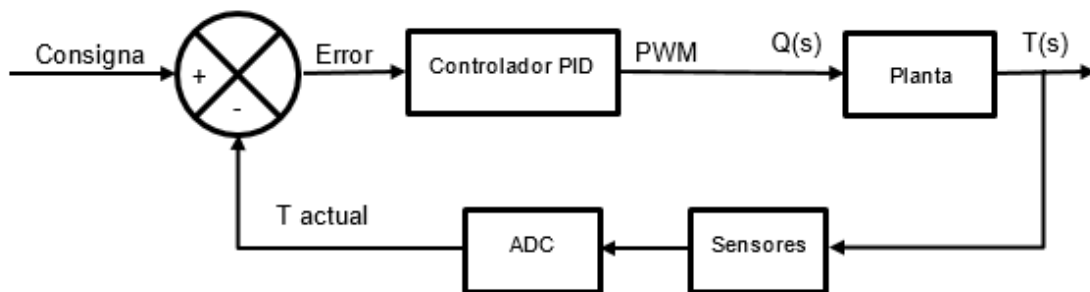 Consigna
+
-
Error
Controlador PID
PWM
Q(s)
Planta
T(s)
T actual
ADC
Sensores